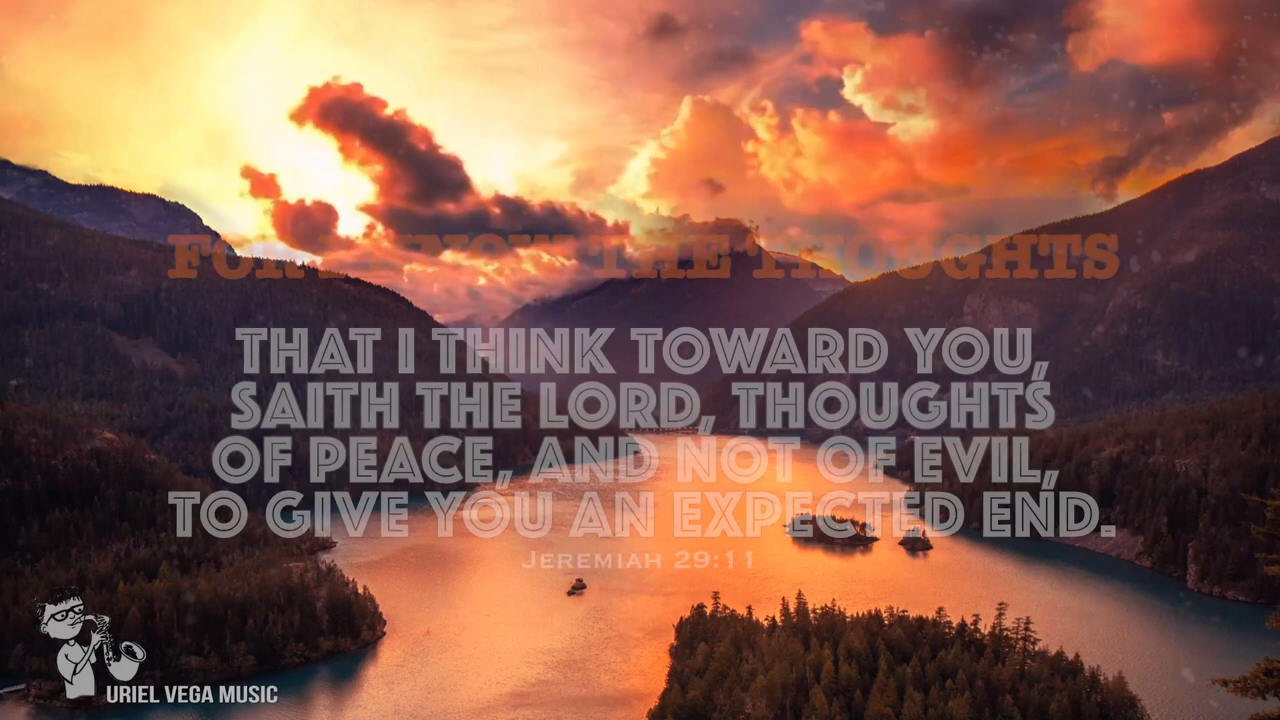 FOR I KNOW THE THOUGHTS
THAT I THINK TOWARD YOU,
SAITH THE LORD, THOUGHTS
OF PEACE, AND NOT OF EVIL,
TO GIVE YOU AN EXPECTED END.
JEREMIAH 29:11
URIEL VEGA MUSIC